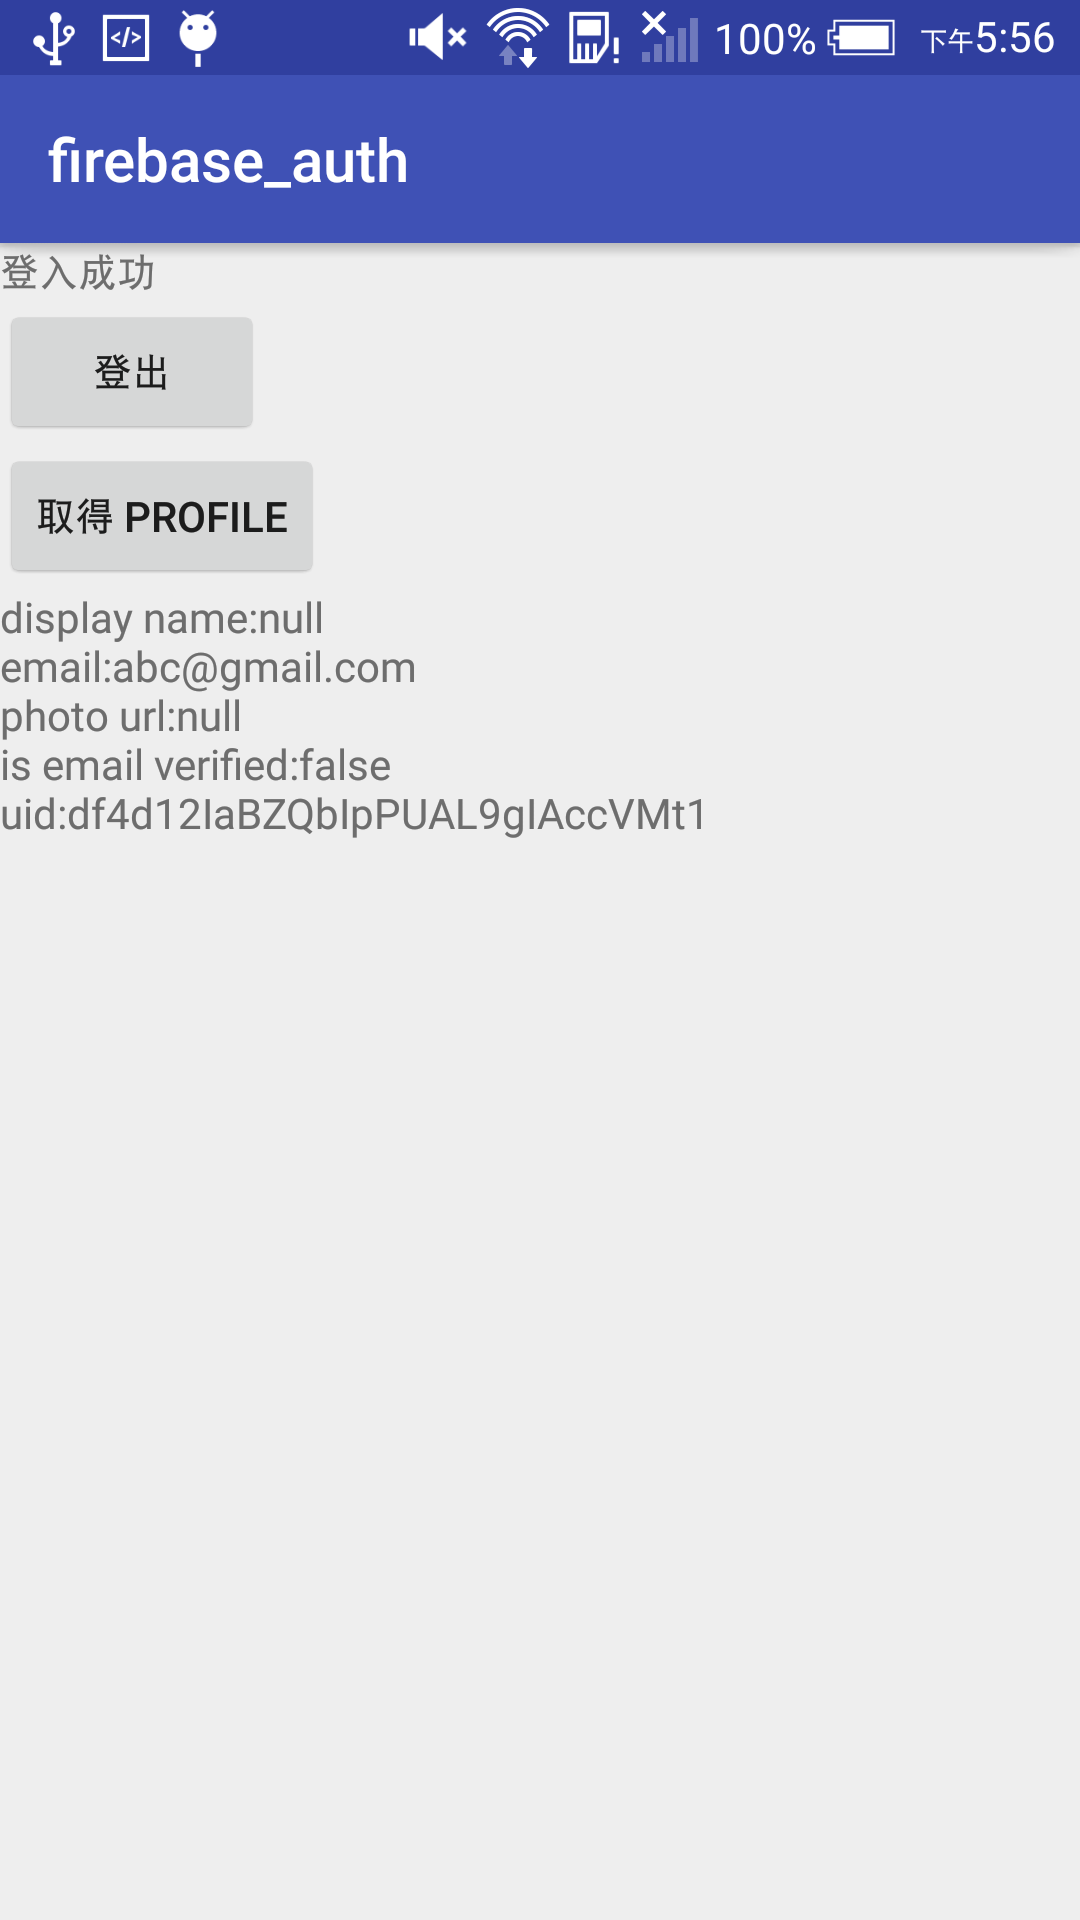 100% 下午5:56
firebase_auth
登入成功
登出
取得 PROFILE
display name:null
email:abc@gmail.com
photo url:null
is email verified:false
uid:df4d12IaBZQbIpPUAL9gIAccVMt1